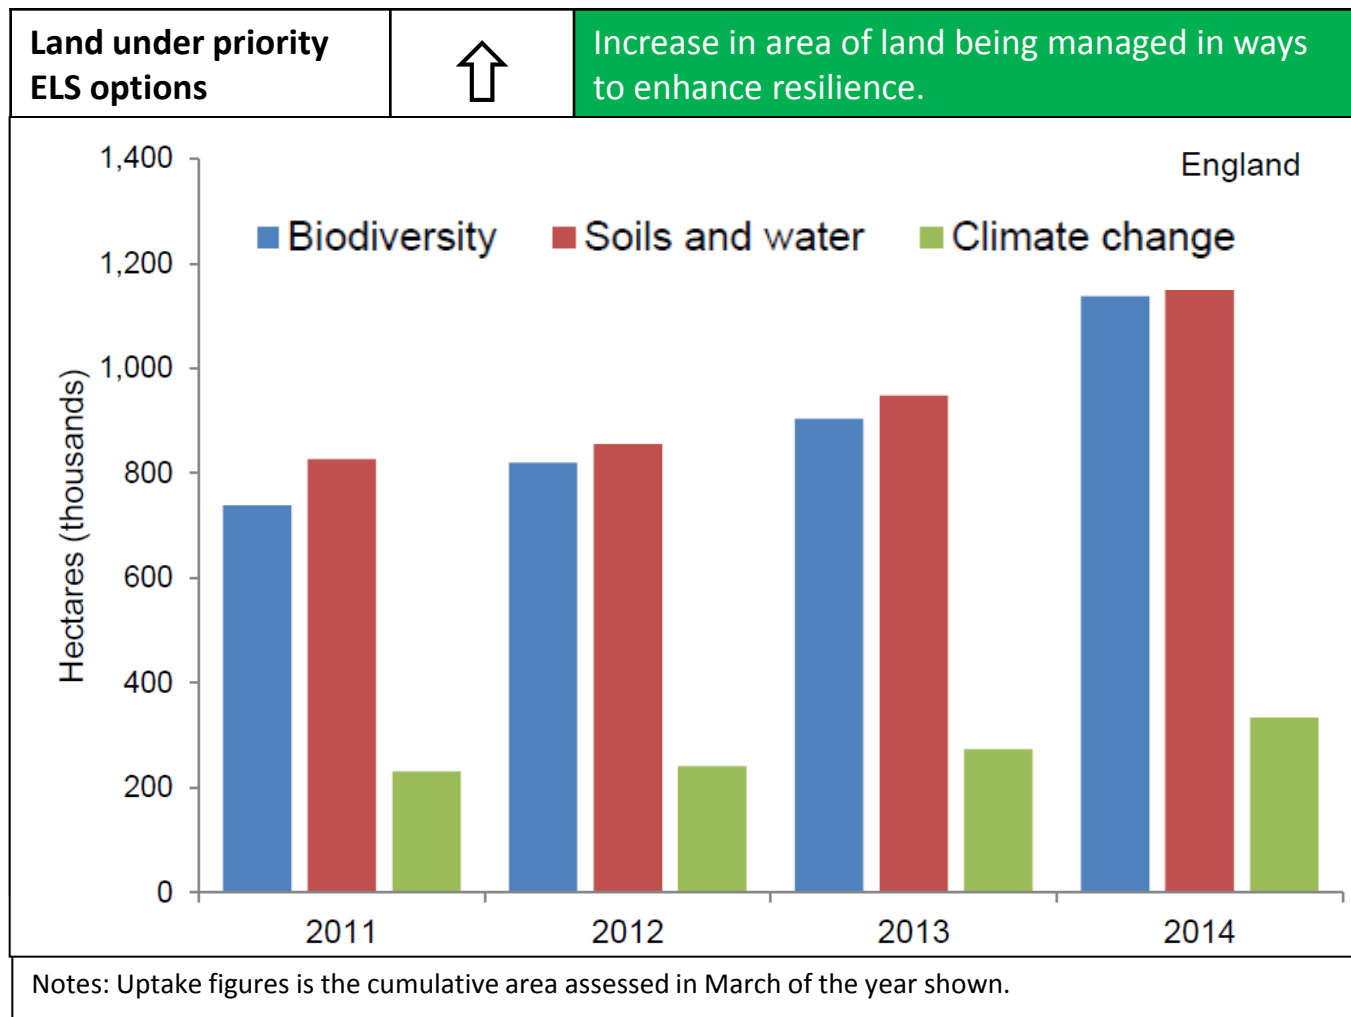 Land under priority
ELS options
Increase in area of land being managed in ways
to enhance resilience.
England
Biodiversity
Soils and water
Climate change
Hectares (thousands)
1,400
1,200
1,000
800
600
400
200
0
2011
2012
2013
2014
Notes: Uptake figures is the cumulative area assessed in March of the year shown.